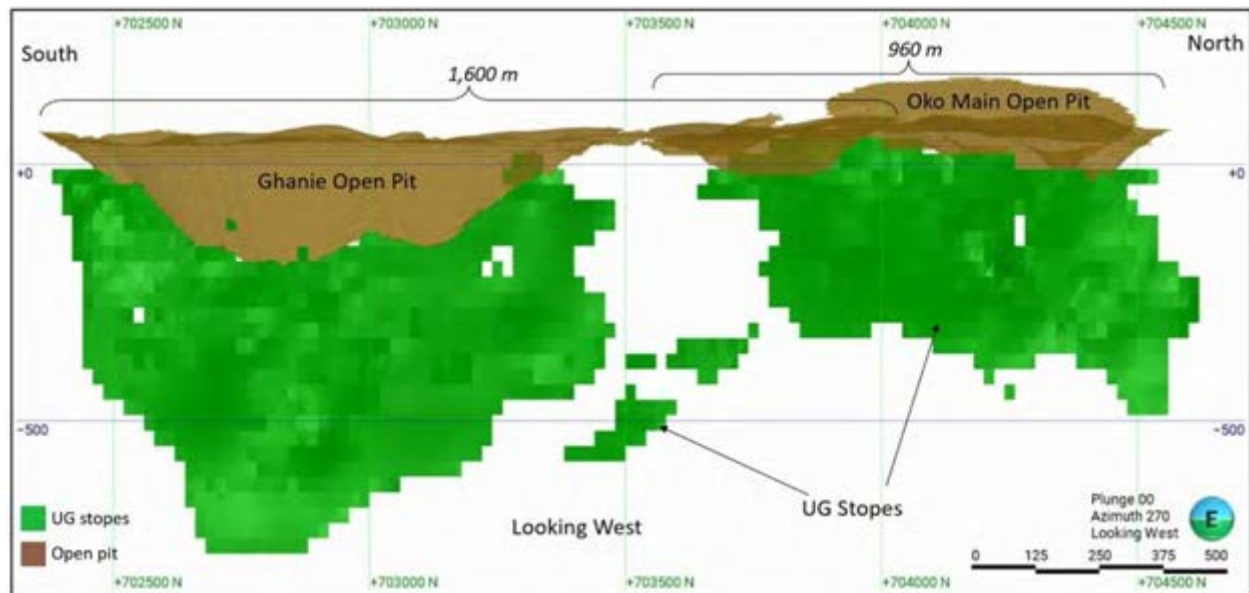 +702500 N +703000 N +703500 N +704000 N +704500 N
South North
1,600 m 960 m
Oko Main Open Pit
+0 Ghanie Open Pit +0
−500 −500
UG Stopes
UG stopes
Open pit
Looking West
Plunge 00
Azimuth 270
Looking West
E
0 125 250 375 500
+702500 N +703000 N +703500 N +704000 N +704500 N